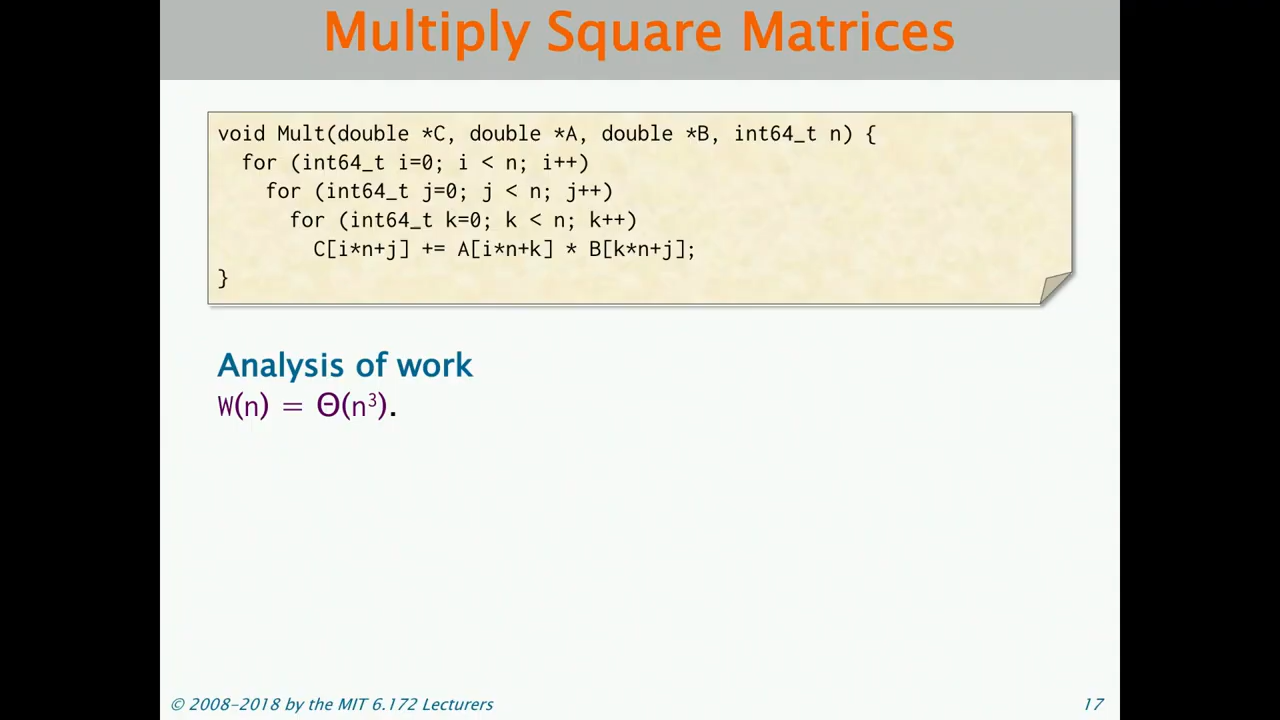 Multiply Square Matrices
void Mult(double *C, double *A, double *B, int64_t n) {
  for (int64_t i=0; i < n; i++)
    for (int64_t j=0; j < n; j++)
      for (int64_t k=0; k < n; k++)
        C[i*n+j] += A[i*n+k] * B[k*n+j];
}
Analysis of work
W(n) = Θ(n³).
© 2008–2018 by the MIT 6.172 Lecturers
17